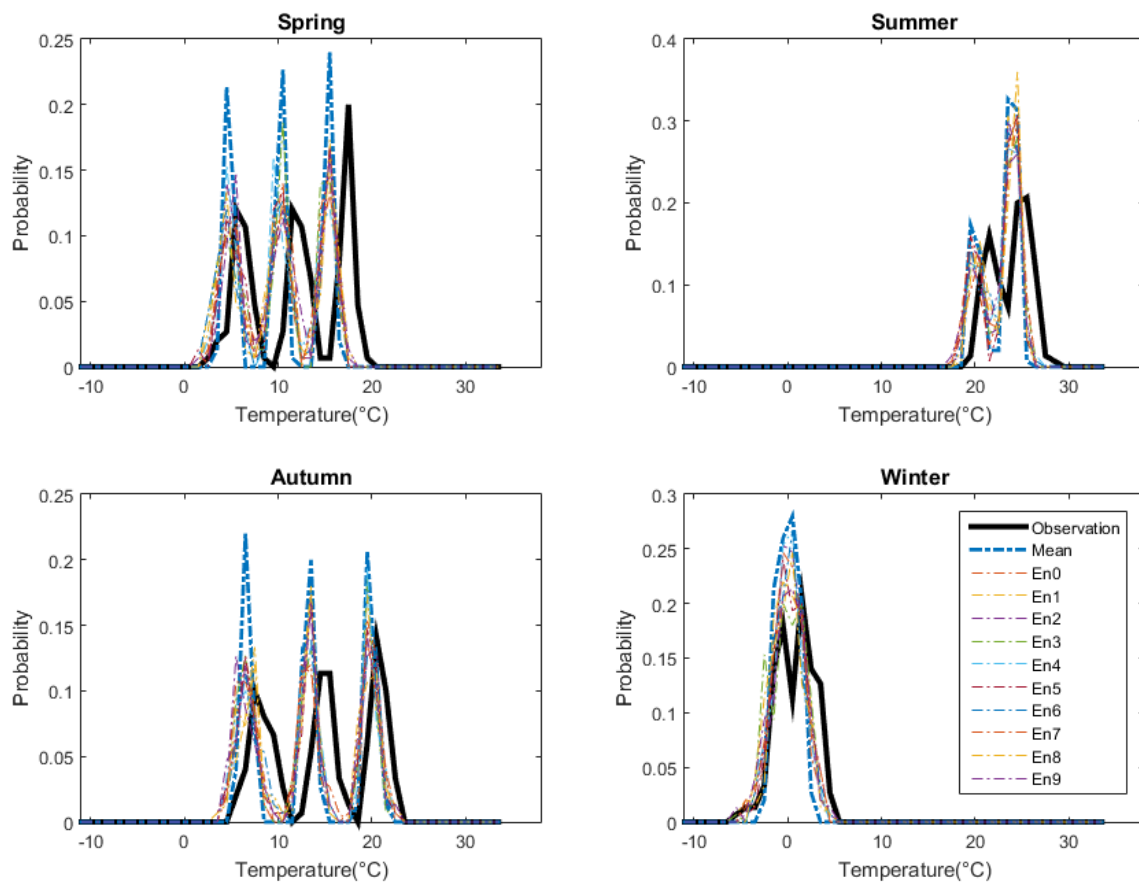 Spring
0.25
0.2
0.15
0.1
0.05
0
Probability
-10 0 10 20 30
Temperature(°C)
Summer
0.4
0.3
0.2
0.1
0
Probability
-10 0 10 20 30
Temperature(°C)
Autumn
0.25
0.2
0.15
0.1
0.05
0
Probability
-10 0 10 20 30
Temperature(°C)
Winter
0.3
0.25
0.2
0.15
0.1
0.05
0
Probability
-10 0 10 20 30
Temperature(°C)
Observation
Mean
En0
En1
En2
En3
En4
En5
En6
En7
En8
En9